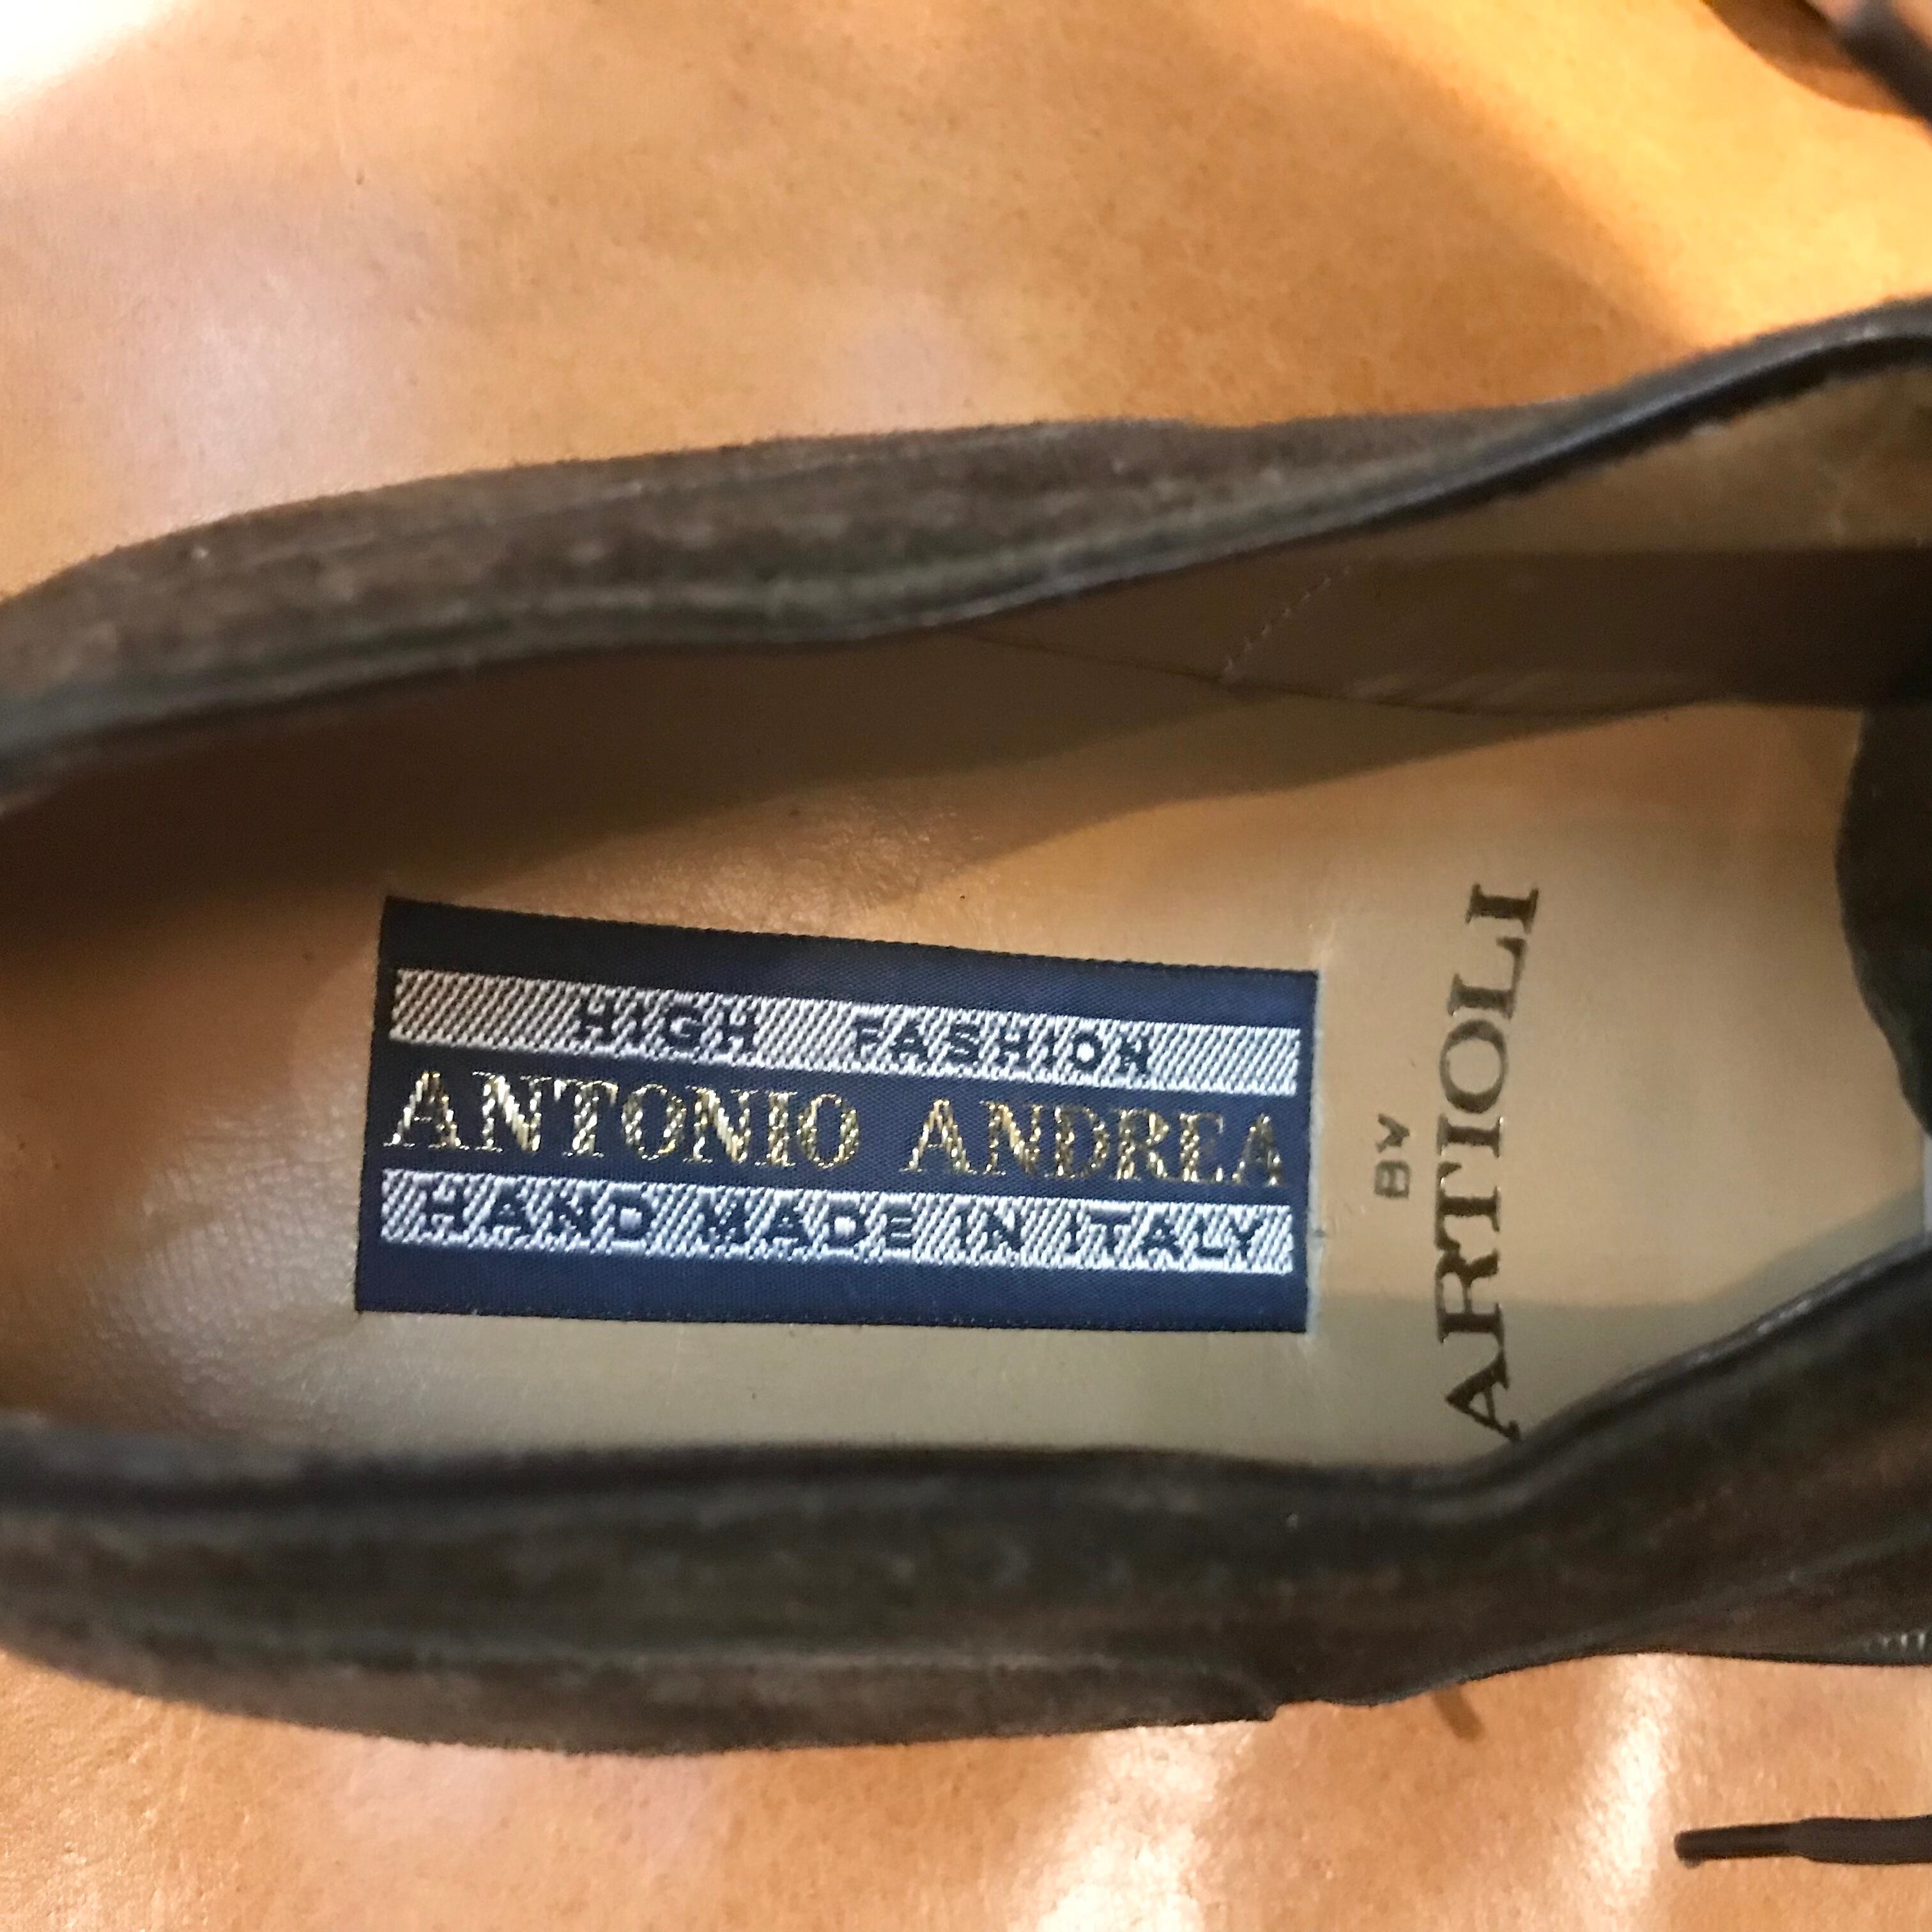 HIGH FASHION
ANTONIO ANDREA
HAND MADE IN ITALY
BY
ARTIOLI